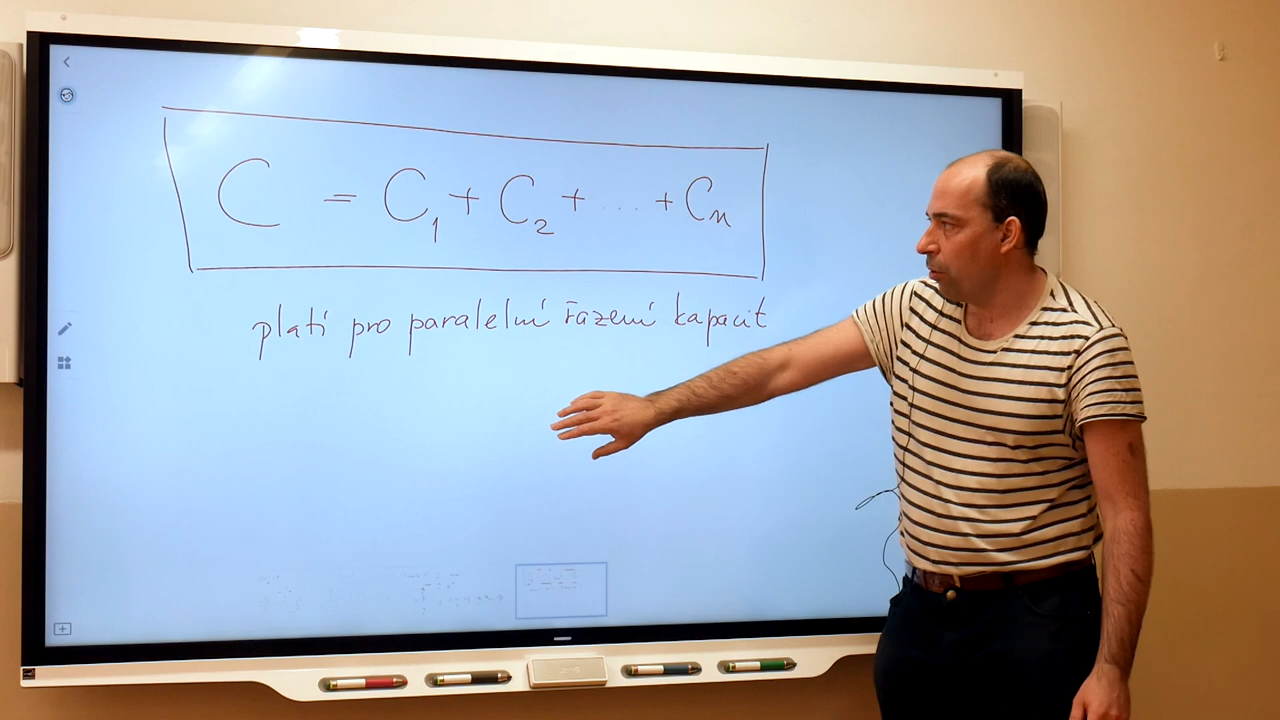 C = C₁ + C₂ + ... + Cₙ
platí pro paralelní řazení kapacit